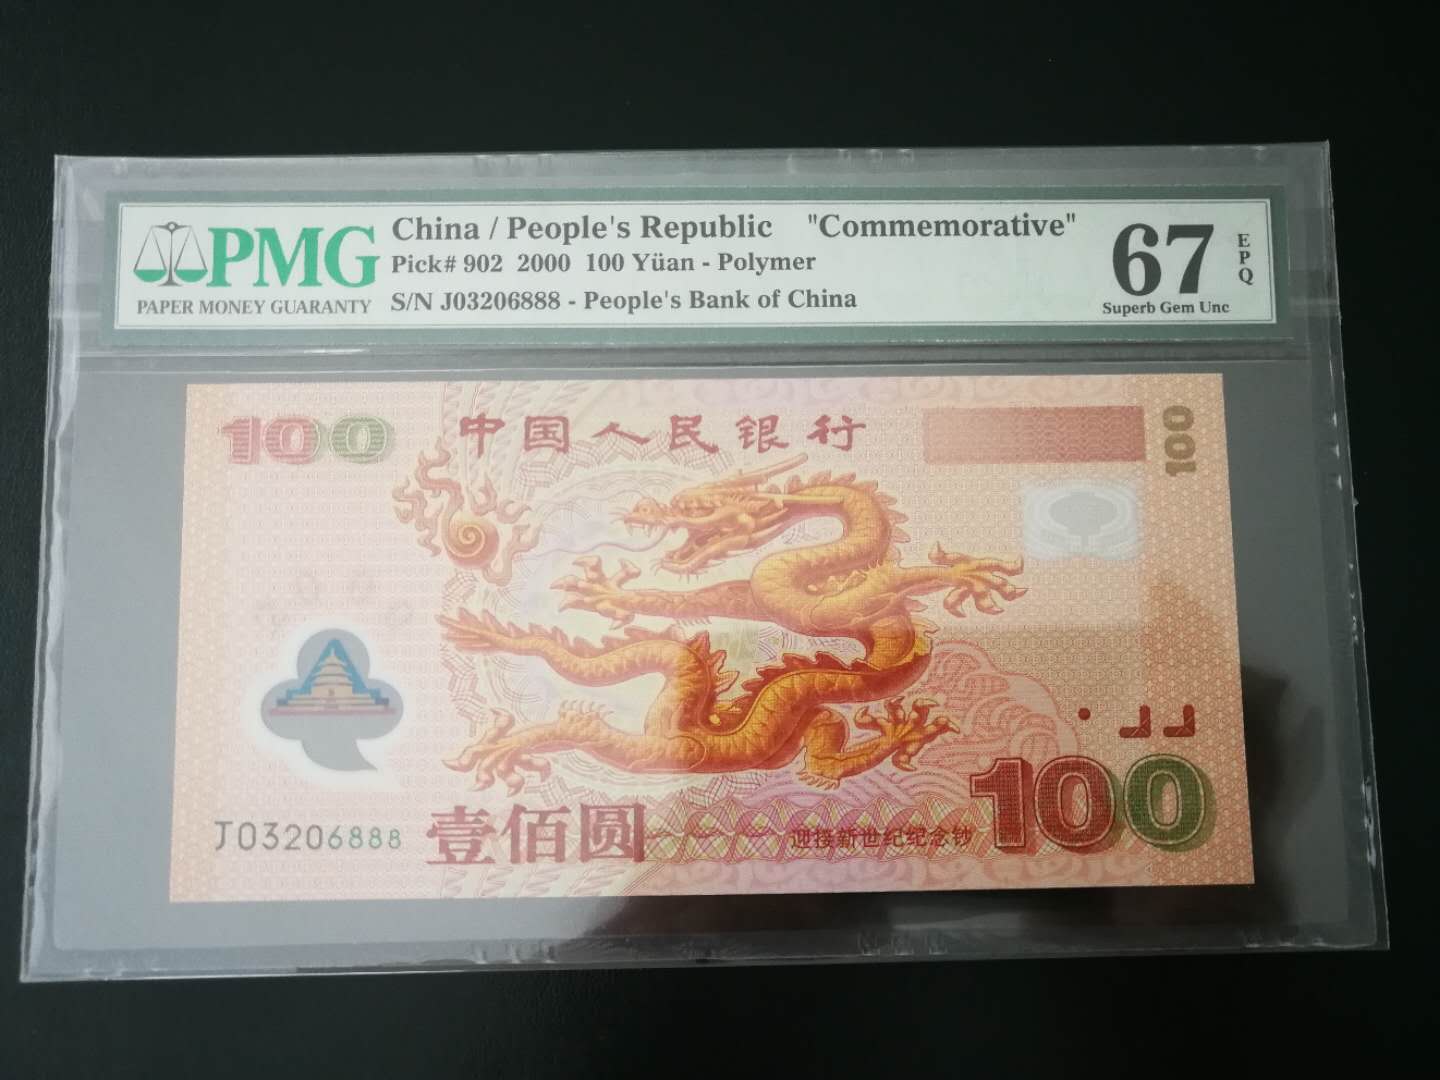 PMG
PAPER MONEY GUARANTY
China / People's Republic "Commemorative"
Pick# 902 2000 100 Yüan - Polymer
S/N J03206888 - People's Bank of China
67
EPQ
Superb Gem Unc
100
中国人民银行
100
J03206888
壹佰圆
迎接新世纪纪念钞
100